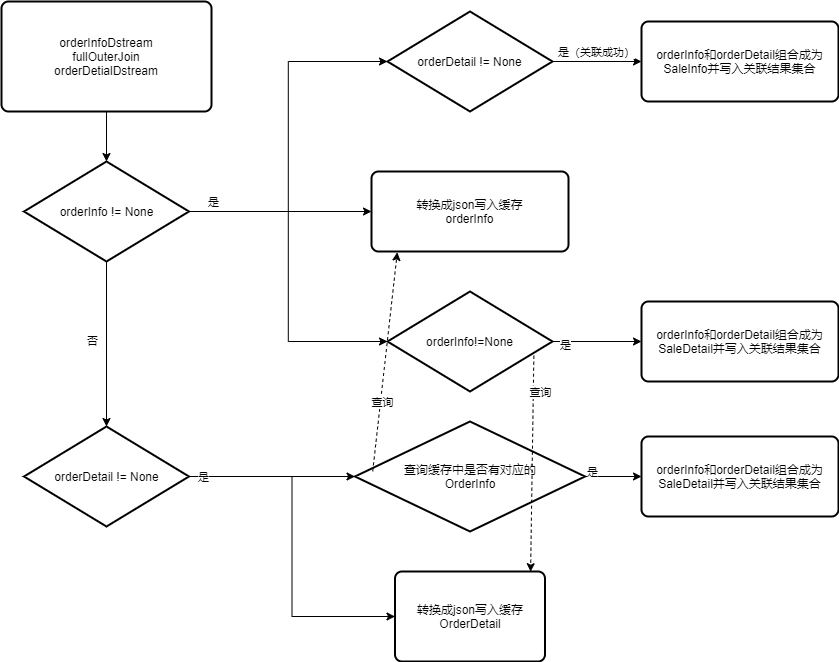 orderInfoDstream
fullOuterJoin
orderDetialDstream
orderDetail != None
是（关联成功）
orderInfo和orderDetail组合成为
SaleInfo并写入关联结果集合
orderInfo != None
是
转换成json写入缓存
orderInfo
否
orderInfo!=None
是
orderInfo和orderDetail组合成为
SaleDetail并写入关联结果集合
查询
查询
orderDetail != None
是
查询缓存中是否有对应的
OrderInfo
是
orderInfo和orderDetail组合成为
SaleDetail并写入关联结果集合
转换成json写入缓存
OrderDetail